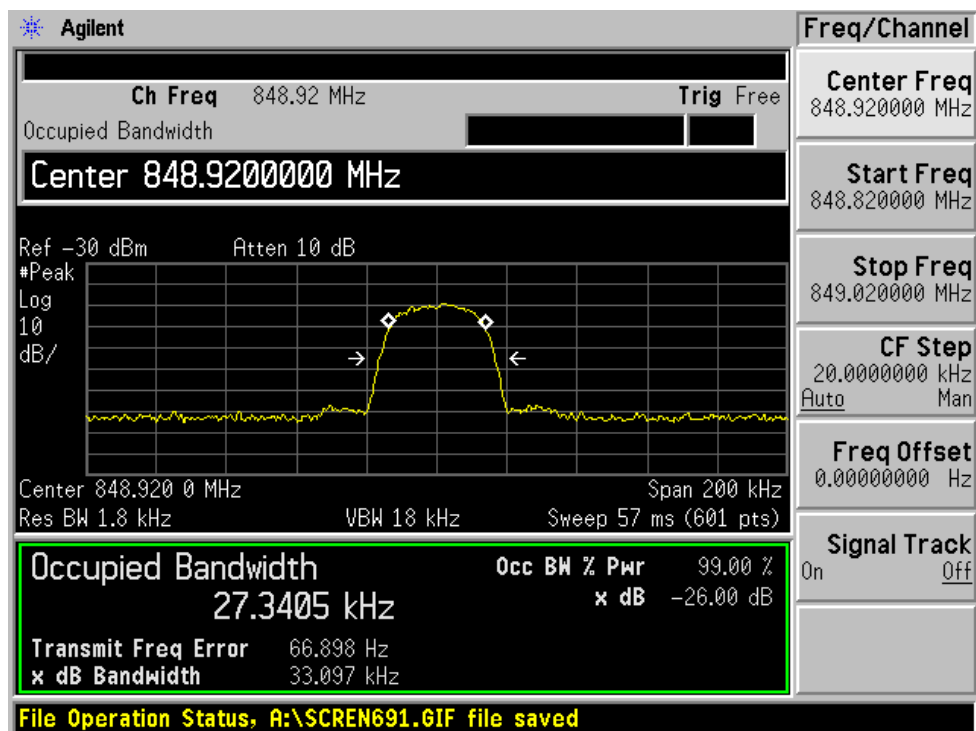 Agilent
Freq/Channel
Ch Freq 848.92 MHz
Trig Free
Occupied Bandwidth
Center 848.9200000 MHz
Ref -30 dBm
Atten 10 dB
#Peak
Log
10
dB/
Center 848.920 0 MHz
Span 200 kHz
Res BW 1.8 kHz
VBW 18 kHz
Sweep 57 ms (601 pts)
Occupied Bandwidth
27.3405 kHz
Occ BW % Pwr 99.00 %
x dB -26.00 dB
Transmit Freq Error 66.898 Hz
x dB Bandwidth 33.097 kHz
File Operation Status, A:\SCREN691.GIF file saved
Center Freq
848.920000 MHz
Start Freq
848.820000 MHz
Stop Freq
849.020000 MHz
CF Step
20.0000000 kHz
Auto Man
Freq Offset
0.00000000 Hz
Signal Track
On Off